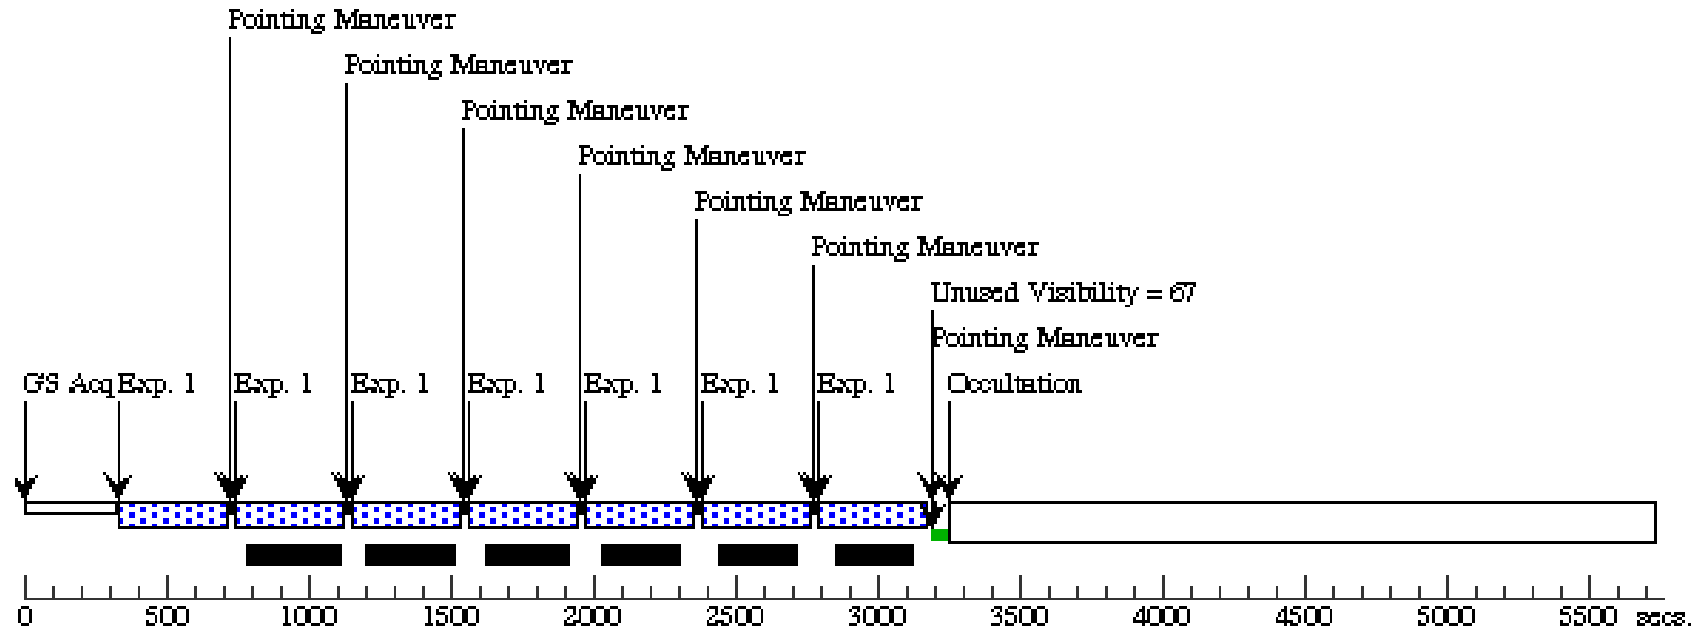 Pointing Maneuver
Pointing Maneuver
Pointing Maneuver
Pointing Maneuver
Pointing Maneuver
Pointing Maneuver
Unused Visibility = 67
Pointing Maneuver
GS Acq Exp. 1 Exp. 1 Exp. 1 Exp. 1 Exp. 1 Exp. 1 Exp. 1 Occultation
0 500 1000 1500 2000 2500 3000 3500 4000 4500 5000 5500 secs.